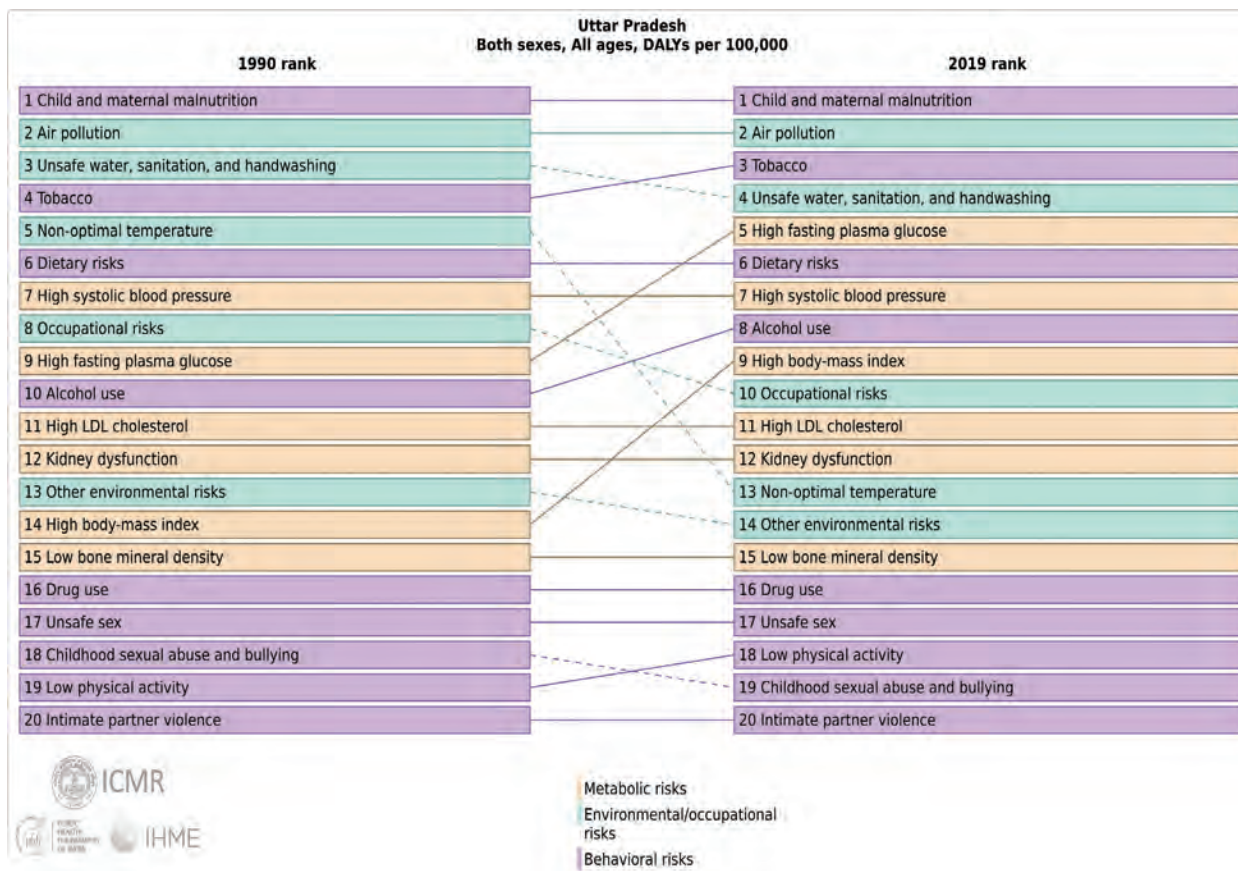 Uttar Pradesh
Both sexes, All ages, DALYs per 100,000
1990 rank
2019 rank
1 Child and maternal malnutrition
1 Child and maternal malnutrition
2 Air pollution
2 Air pollution
3 Unsafe water, sanitation, and handwashing
3 Tobacco
4 Tobacco
4 Unsafe water, sanitation, and handwashing
5 Non-optimal temperature
5 High fasting plasma glucose
6 Dietary risks
6 Dietary risks
7 High systolic blood pressure
7 High systolic blood pressure
8 Occupational risks
8 Alcohol use
9 High fasting plasma glucose
9 High body-mass index
10 Alcohol use
10 Occupational risks
11 High LDL cholesterol
11 High LDL cholesterol
12 Kidney dysfunction
12 Kidney dysfunction
13 Other environmental risks
13 Non-optimal temperature
14 High body-mass index
14 Other environmental risks
15 Low bone mineral density
15 Low bone mineral density
16 Drug use
16 Drug use
17 Unsafe sex
17 Unsafe sex
18 Childhood sexual abuse and bullying
18 Low physical activity
19 Low physical activity
19 Childhood sexual abuse and bullying
20 Intimate partner violence
20 Intimate partner violence
ICMR
PUBLIC
HEALTH
FOUNDATION
OF INDIA
IHME
Metabolic risks
Environmental/occupational
risks
Behavioral risks